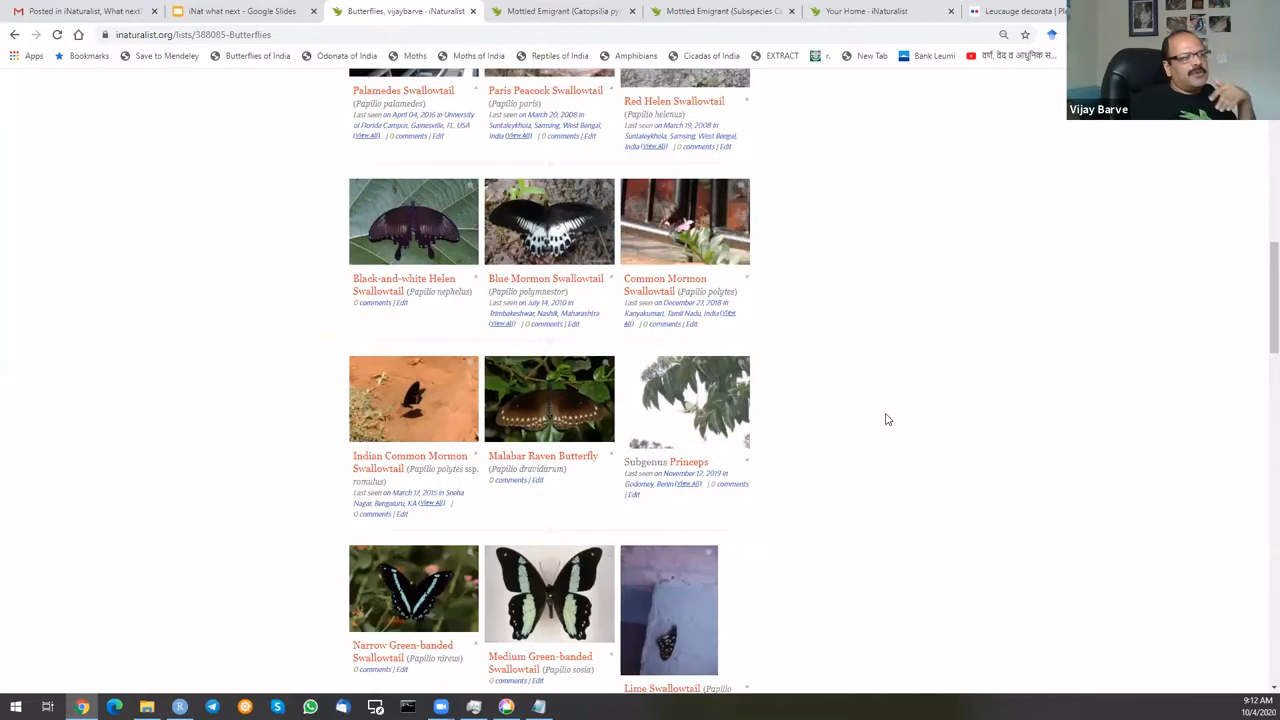 Posted in iNaturalist, What next?
iNat what next - Google Slides
Butterflies, vijaybarve's life list
Mottled Emigrant (Catopsilia py
Mottled Emigrant (Subspecies C
Your Home · iNaturalist
Leucauge decorata | Fl
inaturalist.org/lists/388085-Butterflies
Apps
Bookmarks
Save to Mendeley
Butterflies of India
Odonata of India
Moths
Moths of India
Reptiles of India
Amphibians
Cicadas of India
EXTRACT
r.
New Tab
Bank Leumi
वर्ण, वेद व आधुनिक स...
Vijay Barve
Palamedes Swallowtail
(Papilio palamedes)
Last seen on April 04, 2016 in University
of Florida Campus, Gainesville, FL, USA
(View All) | 0 comments | Edit
Paris Peacock Swallowtail
(Papilio paris)
Last seen on March 20, 2008 in
Suntaleykhola, Samsing, West Bengal,
India (View All) | 0 comments | Edit
Red Helen Swallowtail
(Papilio helenus)
Last seen on March 19, 2008 in
Suntaleykhola, Samsing, West Bengal,
India (View All) | 0 comments | Edit
Black-and-white Helen
Swallowtail (Papilio nephelus)
0 comments | Edit
Blue Mormon Swallowtail
(Papilio polymnestor)
Last seen on July 14, 2010 in
Trimbakeshwar, Nashik, Maharashtra
(View All) | 0 comments | Edit
Common Mormon
Swallowtail (Papilio polytes)
Last seen on December 27, 2018 in
Kanyakumari, Tamil Nadu, India (View
All) | 0 comments | Edit
Indian Common Mormon
Swallowtail (Papilio polytes ssp.
romulus)
Last seen on March 17, 2015 in Sneha
Nagar, Bengaluru, KA (View All) |
0 comments | Edit
Malabar Raven Butterfly
(Papilio dravidarum)
0 comments | Edit
Subgenus Princeps
Last seen on November 12, 2019 in
Godomey, Benin (View All) | 0 comments
| Edit
Narrow Green-banded
Swallowtail (Papilio nireus)
0 comments | Edit
Medium Green-banded
Swallowtail (Papilio sosia)
0 comments | Edit
Lime Swallowtail (Papilio
9:12 AM
10/4/2020